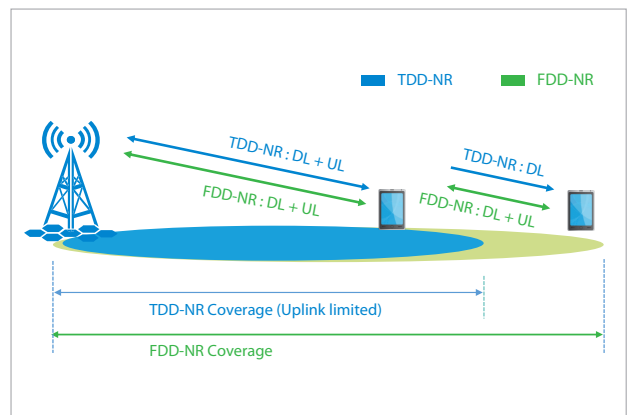 TDD-NR
FDD-NR
TDD-NR : DL + UL
FDD-NR : DL + UL
TDD-NR : DL
FDD-NR : DL + UL
TDD-NR Coverage (Uplink limited)
FDD-NR Coverage